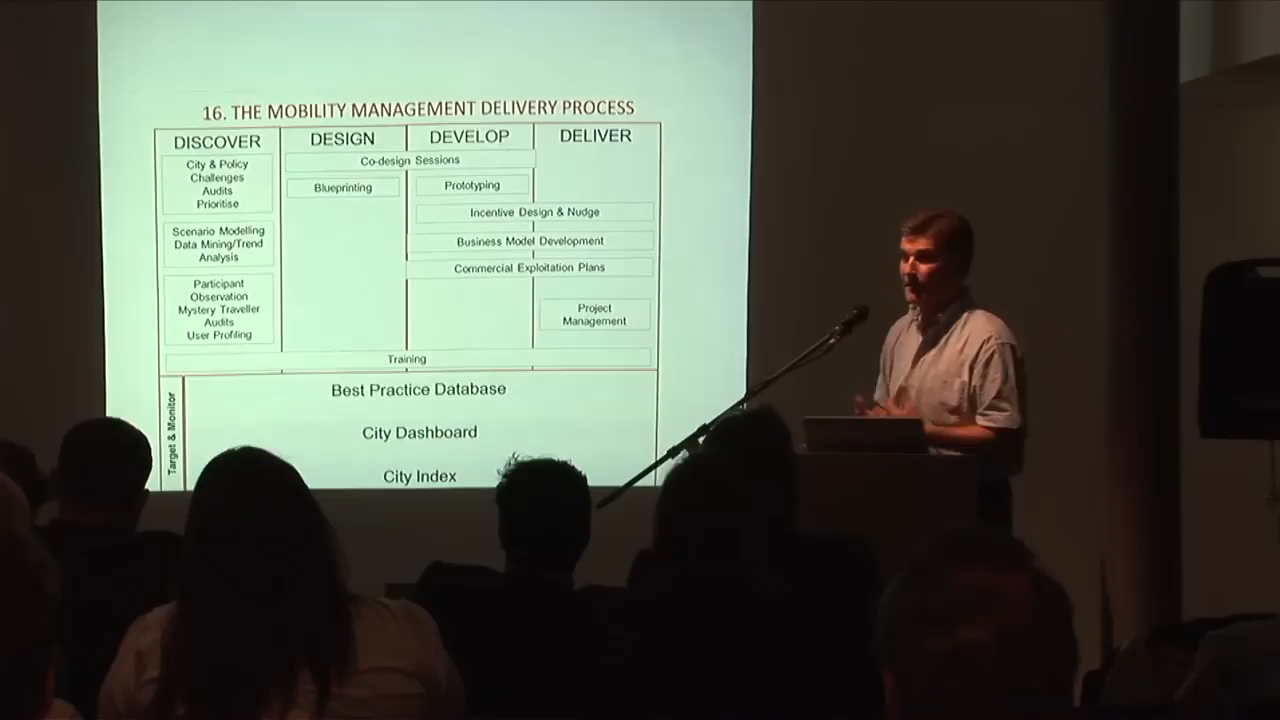 16. THE MOBILITY MANAGEMENT DELIVERY PROCESS
DISCOVER
DESIGN
DEVELOP
DELIVER
City & Policy
Challenges
Audits
Prioritise
Co-design Sessions
Blueprinting
Prototyping
Incentive Design & Nudge
Scenario Modelling
Data Mining/Trend
Analysis
Business Model Development
Commercial Exploitation Plans
Participant
Observation
Mystery Traveller
Audits
User Profiling
Project
Management
Training
Target & Monitor
Best Practice Database
City Dashboard
City Index